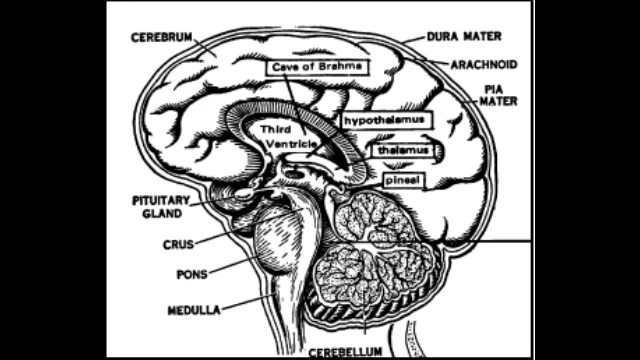 CEREBRUM
DURA MATER
ARACHNOID
Cave of Brahma
PIA
MATER
hypothalamus
Third
Ventricle
thalamus
pineal
PITUITARY
GLAND
CRUS
PONS
MEDULLA
CEREBELLUM